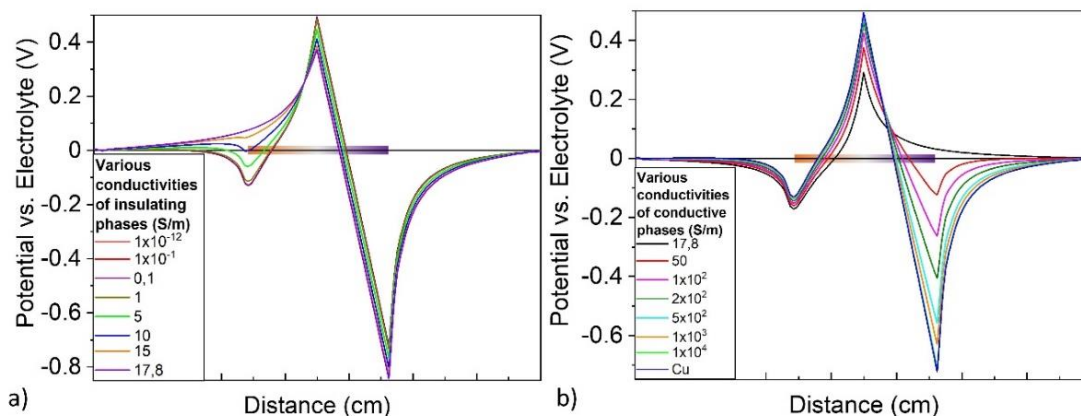 0.4
0.2
0
-0.2
-0.4
-0.6
-0.8
Potential vs. Electrolyte (V)
Various
conductivities
of insulating
phases (S/m)
1x10-12
1x10-1
0,1
1
5
10
15
17,8
Distance (cm)
a)
b)
0.4
0.2
0
-0.2
-0.4
-0.6
Potential vs. Electrolyte (V)
Various
conductivities
of conductive
phases (S/m)
17,8
50
1x10²
2x10²
5x10²
1x10³
1x10⁴
Cu
Distance (cm)